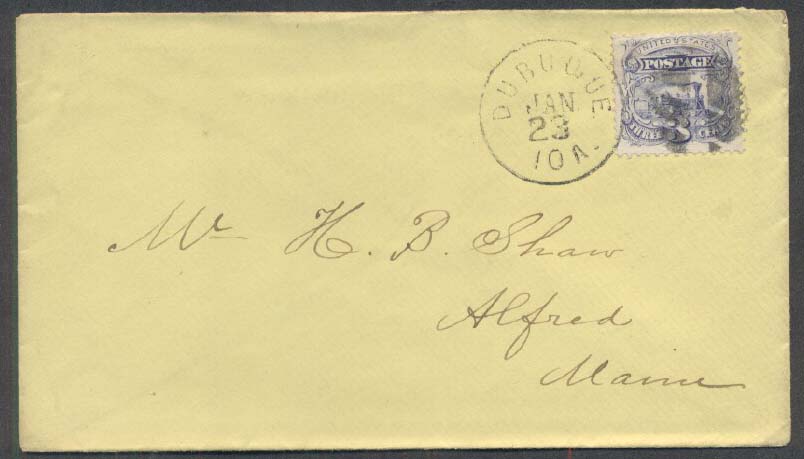 DUBUQUE
JAN
23
IOA.
UNITED STATES
POSTAGE
THREE CENTS
Mr H. B. Shaw
Alfred
Maine